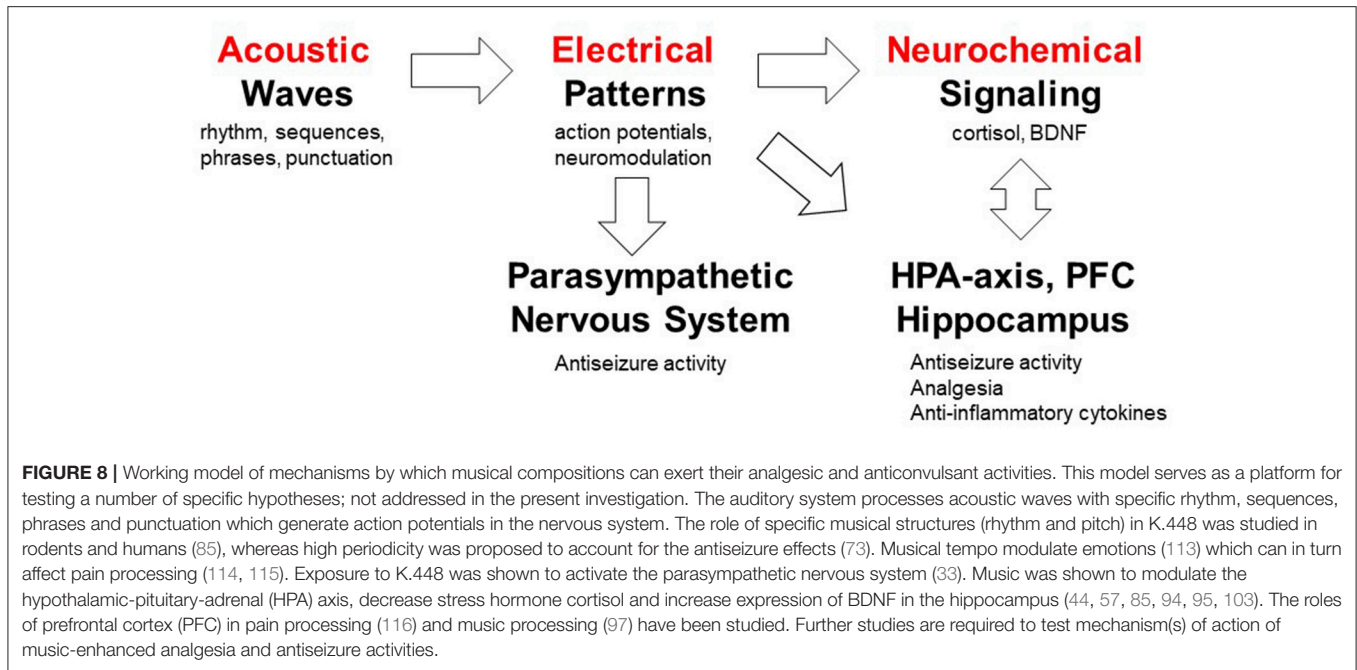 Acoustic
Waves
rhythm, sequences,
phrases, punctuation
Electrical
Patterns
action potentials,
neuromodulation
Neurochemical
Signaling
cortisol, BDNF
Parasympathetic
Nervous System
Antiseizure activity
HPA-axis, PFC
Hippocampus
Antiseizure activity
Analgesia
Anti-inflammatory cytokines
FIGURE 8 | Working model of mechanisms by which musical compositions can exert their analgesic and anticonvulsant activities. This model serves as a platform for
testing a number of specific hypotheses; not addressed in the present investigation. The auditory system processes acoustic waves with specific rhythm, sequences,
phrases and punctuation which generate action potentials in the nervous system. The role of specific musical structures (rhythm and pitch) in K.448 was studied in
rodents and humans (85), whereas high periodicity was proposed to account for the antiseizure effects (73). Musical tempo modulate emotions (113) which can in turn
affect pain processing (114, 115). Exposure to K.448 was shown to activate the parasympathetic nervous system (33). Music was shown to modulate the
hypothalamic-pituitary-adrenal (HPA) axis, decrease stress hormone cortisol and increase expression of BDNF in the hippocampus (44, 57, 85, 94, 95, 103). The roles
of prefrontal cortex (PFC) in pain processing (116) and music processing (97) have been studied. Further studies are required to test mechanism(s) of action of
music-enhanced analgesia and antiseizure activities.